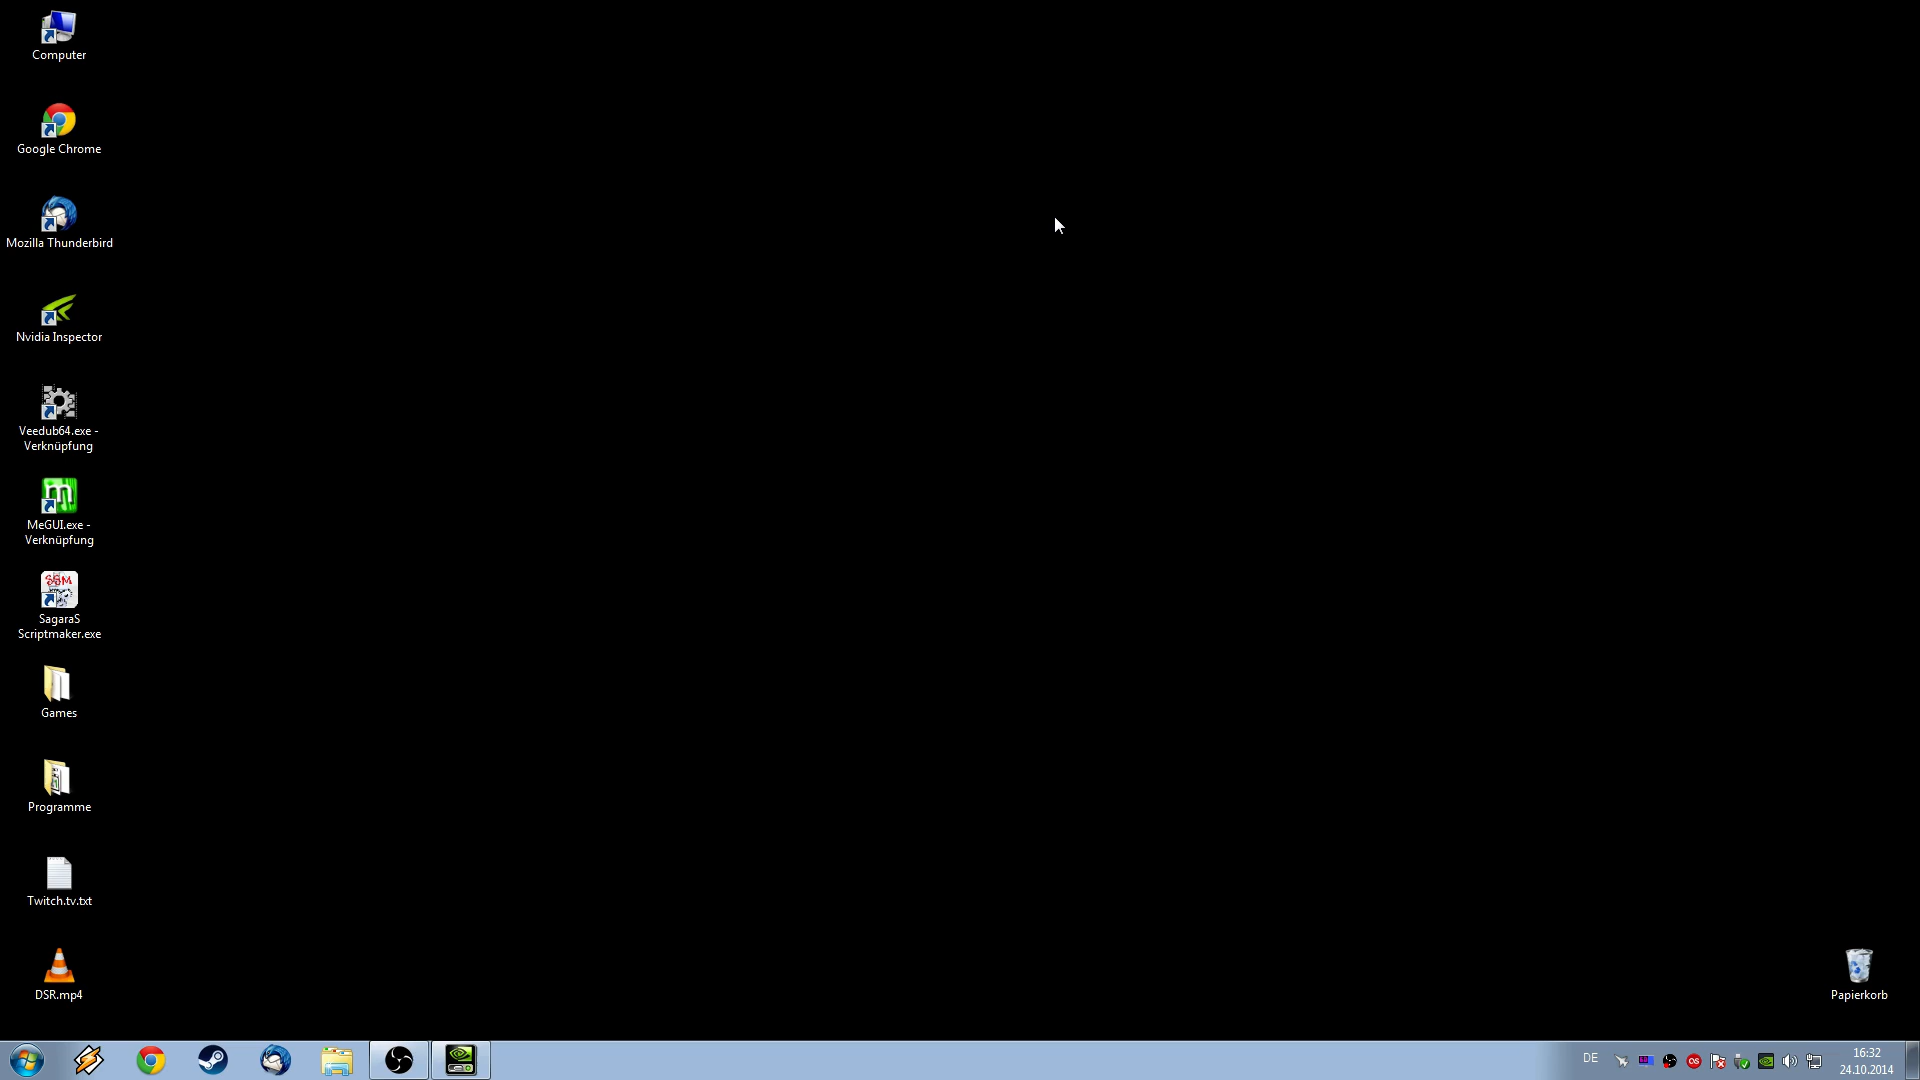 Computer
Google Chrome
Mozilla Thunderbird
Nvidia Inspector
Veedub64.exe -
Verknüpfung
MeGUI.exe -
Verknüpfung
SSM
SagaraS
Scriptmaker.exe
Games
Programme
Twitch.tv.txt
DSR.mp4
Papierkorb
DE
16:32
24.10.2014